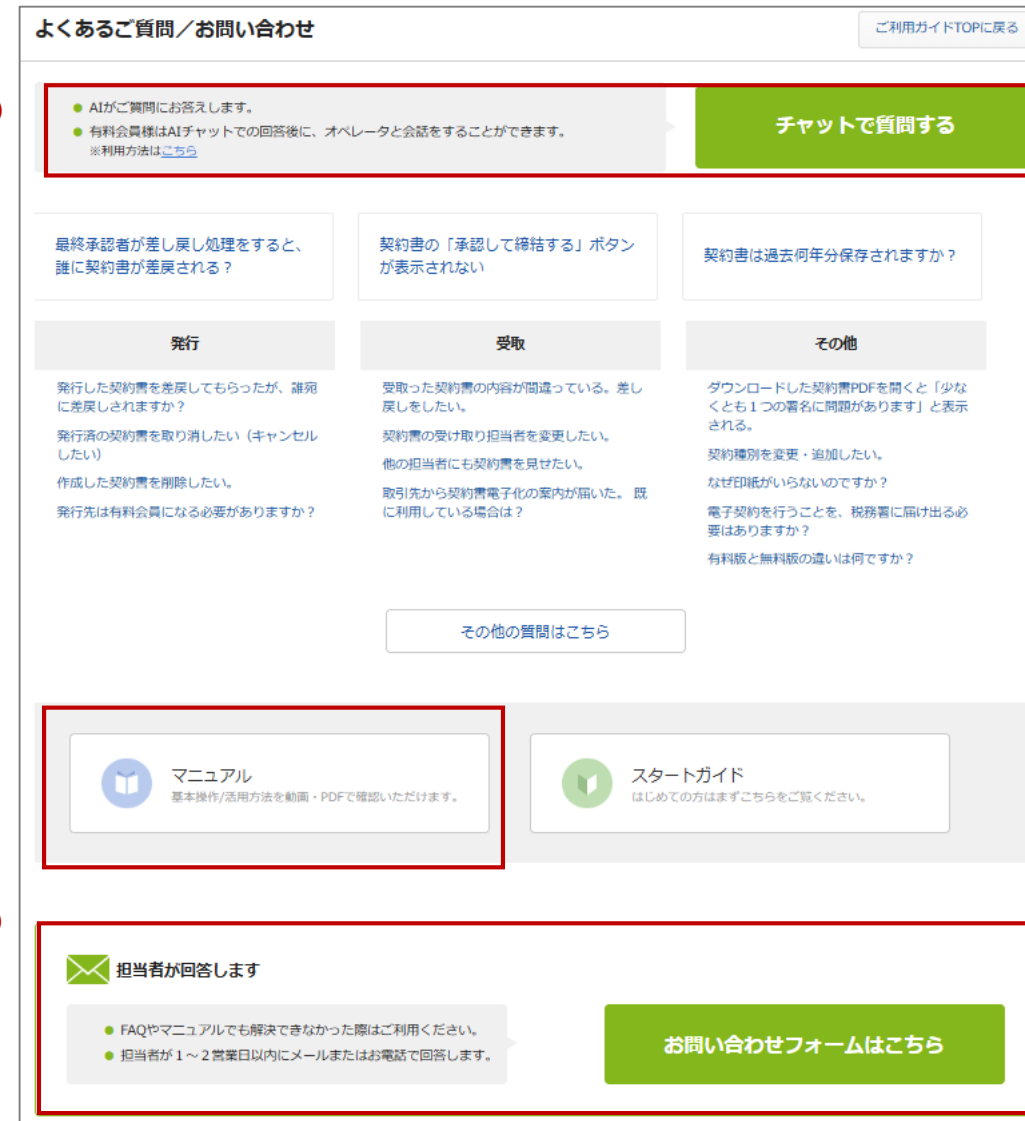 よくあるご質問／お問い合わせ
ご利用ガイドTOPに戻る
● AIがご質問にお答えします。
● 有料会員様はAIチャットでの回答後に、オペレータと会話をすることができます。
※利用方法はこちら
チャットで質問する
最終承認者が差し戻し処理をすると、
誰に契約書が差戻される？
契約書の「承認して締結する」ボタン
が表示されない
契約書は過去何年分保存されますか？
発行
発行した契約書を差戻してもらったが、誰宛
に差戻しされますか？
発行済の契約書を取り消したい（キャンセル
したい）
作成した契約書を削除したい。
発行先は有料会員になる必要がありますか？
受取
受取った契約書の内容が間違っている。差し
戻しをしたい。
契約書の受け取り担当者を変更したい。
他の担当者にも契約書を見せたい。
取引先から契約書電子化の案内が届いた。 既
に利用している場合は？
その他
ダウンロードした契約書PDFを開くと「少な
くとも１つの署名に問題があります」と表示
される。
契約種別を変更・追加したい。
なぜ印紙がいらないのですか？
電子契約を行うことを、税務署に届け出る必
要はありますか？
有料版と無料版の違いは何ですか？
その他の質問はこちら
マニュアル
基本操作/活用方法を動画・PDFで確認いただけます。
スタートガイド
はじめての方はまずこちらをご覧ください。
担当者が回答します
● FAQやマニュアルでも解決できなかった際はご利用ください。
● 担当者が１～２営業日以内にメールまたはお電話で回答します。
お問い合わせフォームはこちら